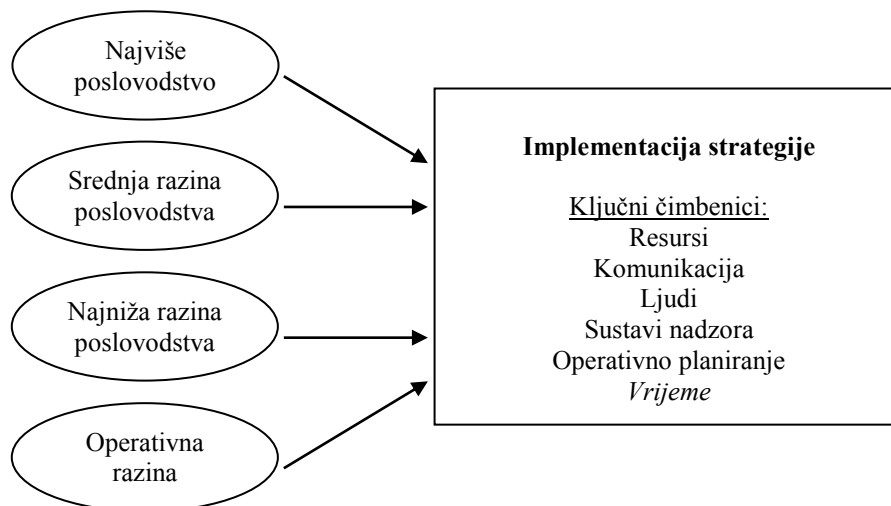 Najviše
poslovodstvo
Srednja razina
poslovodstva
Najniža razina
poslovodstva
Operativna
razina
Implementacija strategije
Ključni čimbenici:
Resursi
Komunikacija
Ljudi
Sustavi nadzora
Operativno planiranje
Vrijeme